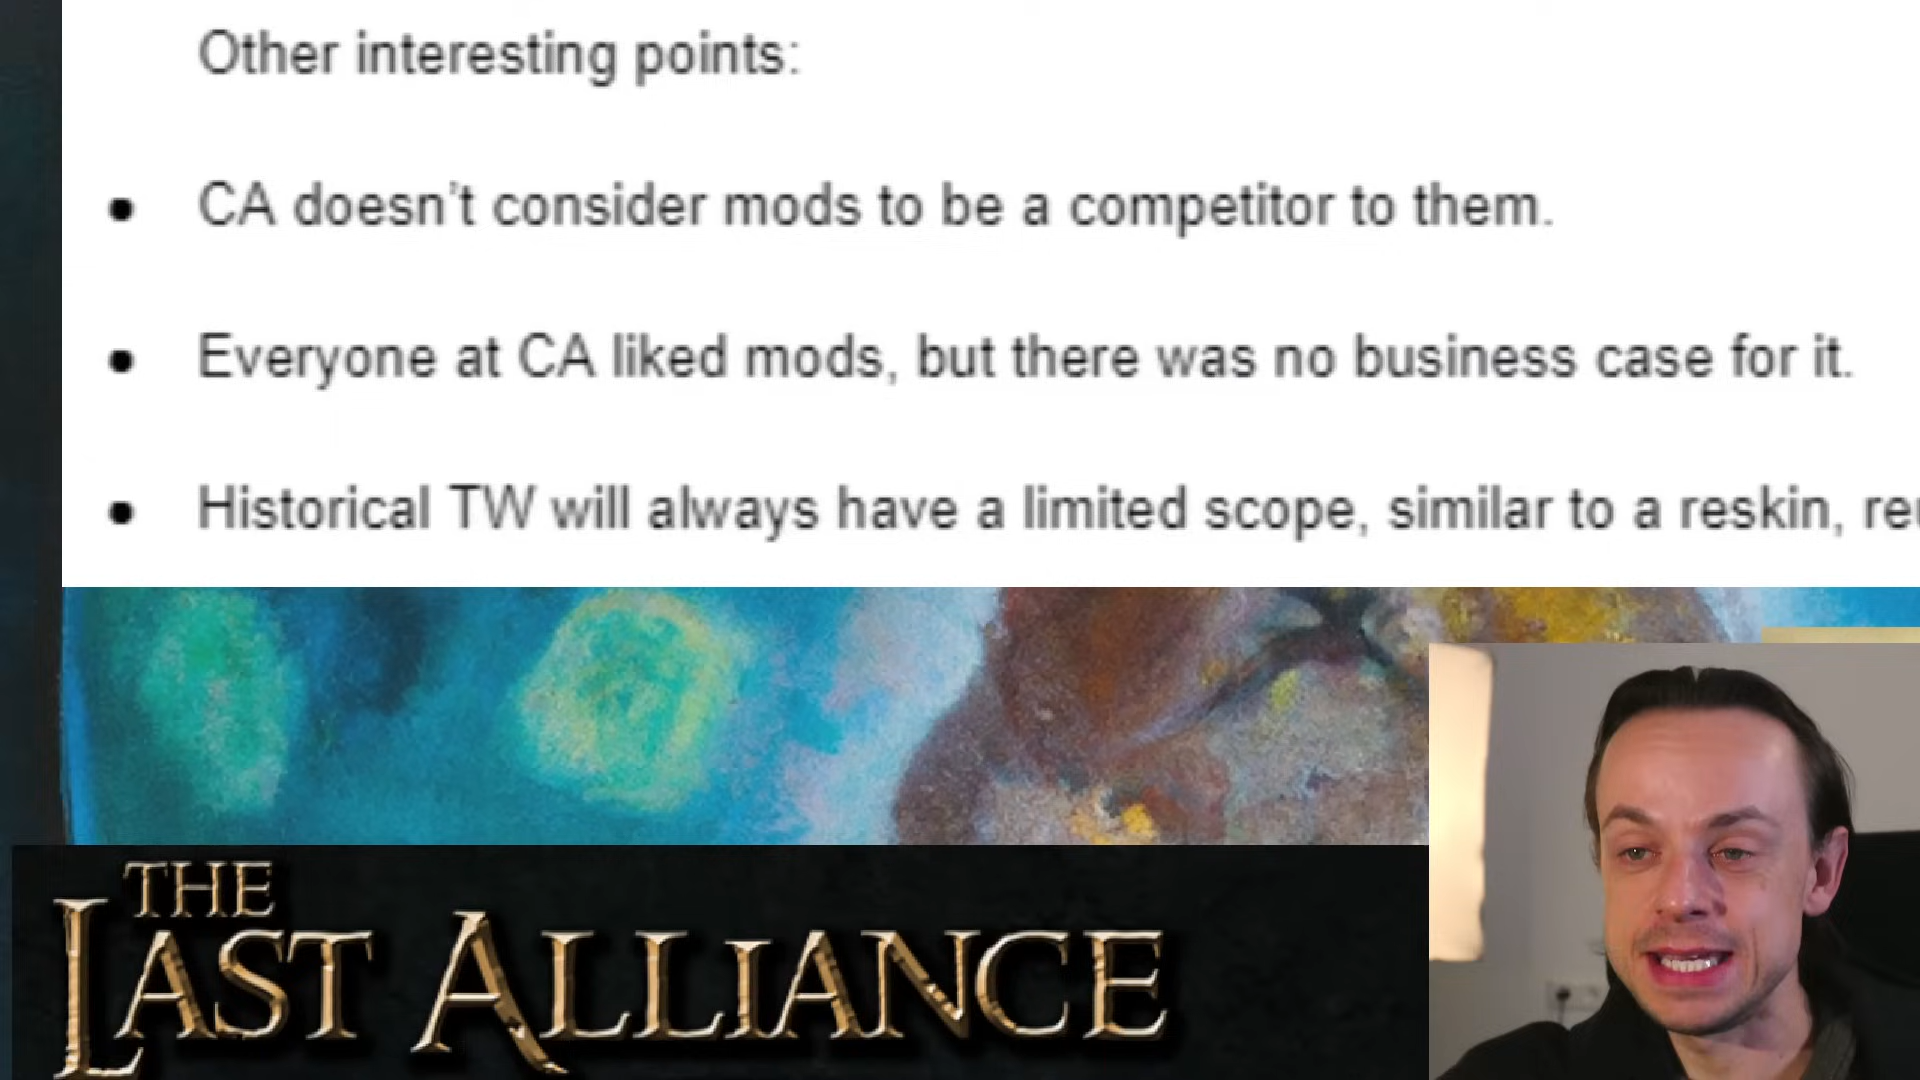 Other interesting points:
• CA doesn’t consider mods to be a competitor to them.
• Everyone at CA liked mods, but there was no business case for it.
• Historical TW will always have a limited scope, similar to a reskin,
THE
LAST ALLIANCE